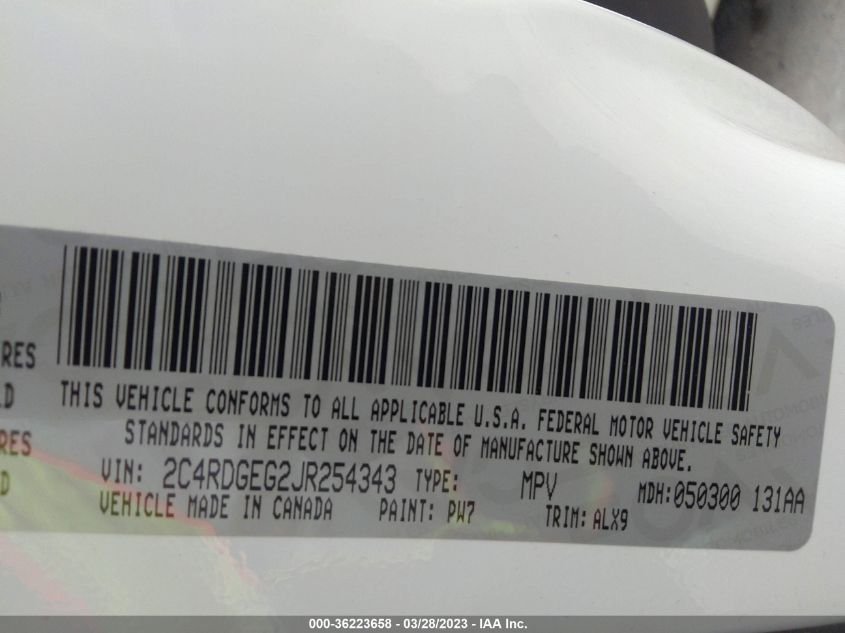 RES
LD
RES
D
THIS VEHICLE CONFORMS TO ALL APPLICABLE U.S.A. FEDERAL MOTOR VEHICLE SAFETY
STANDARDS IN EFFECT ON THE DATE OF MANUFACTURE SHOWN ABOVE.
VIN: 2C4RDGEG2JR254343 TYPE: MPV MDH:050300 131AA
VEHICLE MADE IN CANADA PAINT: PW7 TRIM: ALX9
000-36223658 - 03/28/2023 - IAA Inc.